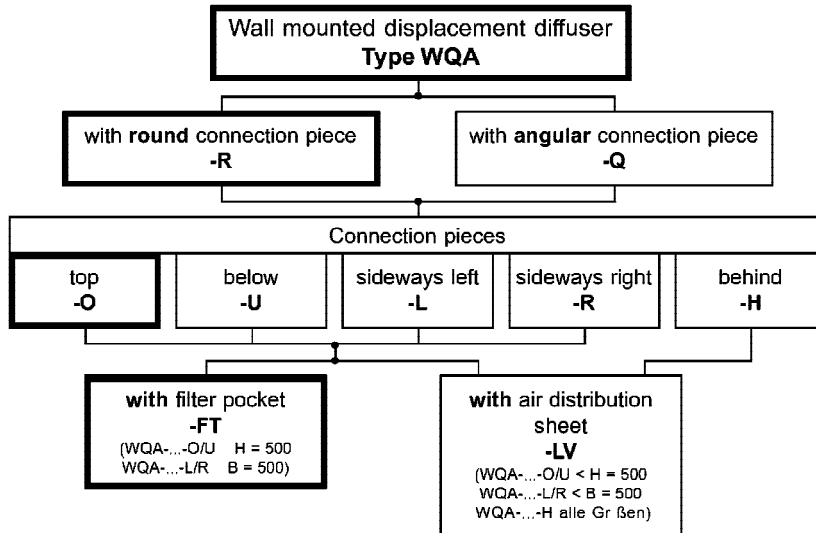 Wall mounted displacement diffuser
Type WQA
with round connection piece
-R
with angular connection piece
-Q
Connection pieces
top
-O
below
-U
sideways left
-L
sideways right
-R
behind
-H
with filter pocket
-FT
(WQA-...-O/U H = 500
WQA-...-L/R B = 500)
with air distribution
sheet
-LV
(WQA-...-O/U < H = 500
WQA-...-L/R < B = 500
WQA-...-H alle Gr ßen)